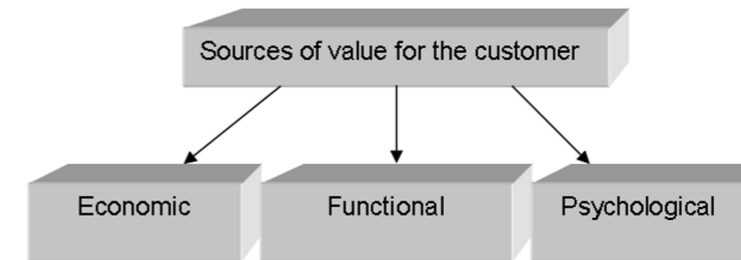 Sources of value for the customer
Economic
Functional
Psychological